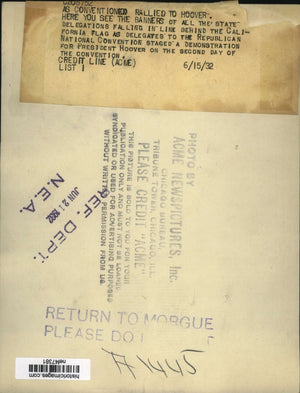 AS CONVENTIONED RALLIED TO HOOVER-
HERE YOU SEE THE BANNERS OF ALL THE STATE
DELEGATIONS FALLING IN LINK BEHIND THE CALI-
FORNIA FLAG AS DELEGATES TO THE REPUBLICAN
NATIONAL CONVENTION STAGED A DEMONSTRATION
FOR PRESIDENT HOOVER ON THE SECOND DAY OF
THE CONVENTION.
CREDIT LINE (ACME)
LIST I 6/15/32
PHOTO BY
ACME NEWSPICTURES, Inc.
CHICAGO BUREAU,
TRIBUNE TOWER, CHICAGO, ILL.
PLEASE CREDIT "ACME"
THIS PICTURE IS SOLD TO YOU FOR YOUR
PUBLICATION ONLY AND MUST NOT BE LOANED,
SYNDICATED OR USED FOR ADVERTISING PURPOSES
WITHOUT WRITTEN PERMISSION FROM US.
REF. DEPT.
JUN 2 1932
N. E. A.
RETURN TO MORGUE
PLEASE DO
A1445
historicimages.com